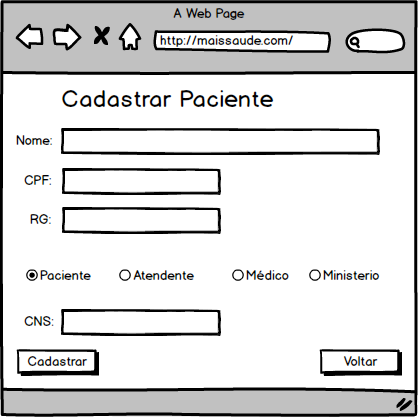 A Web Page
http://maissaude.com/
Cadastrar Paciente
Nome:
CPF:
RG:
Paciente Atendente Médico Ministerio
CNS:
Cadastrar Voltar